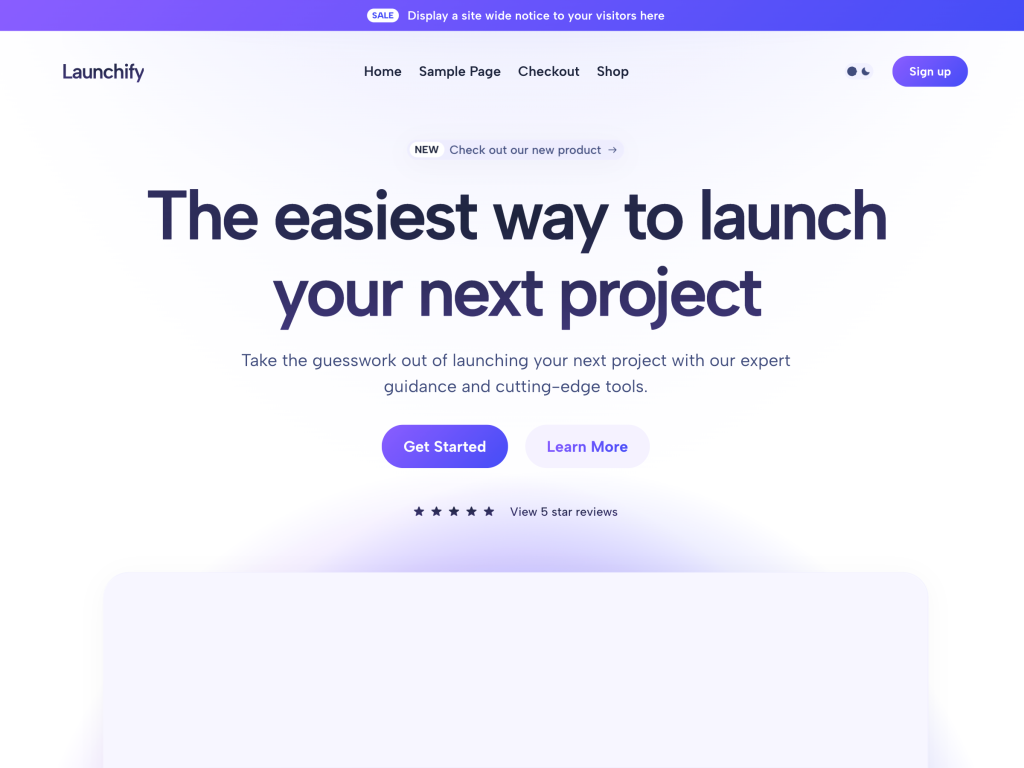 SALE Display a site wide notice to your visitors here
Launchify Home Sample Page Checkout Shop Sign up
NEW Check out our new product →
The easiest way to launch
your next project
Take the guesswork out of launching your next project with our expert
guidance and cutting-edge tools.
Get Started Learn More
View 5 star reviews